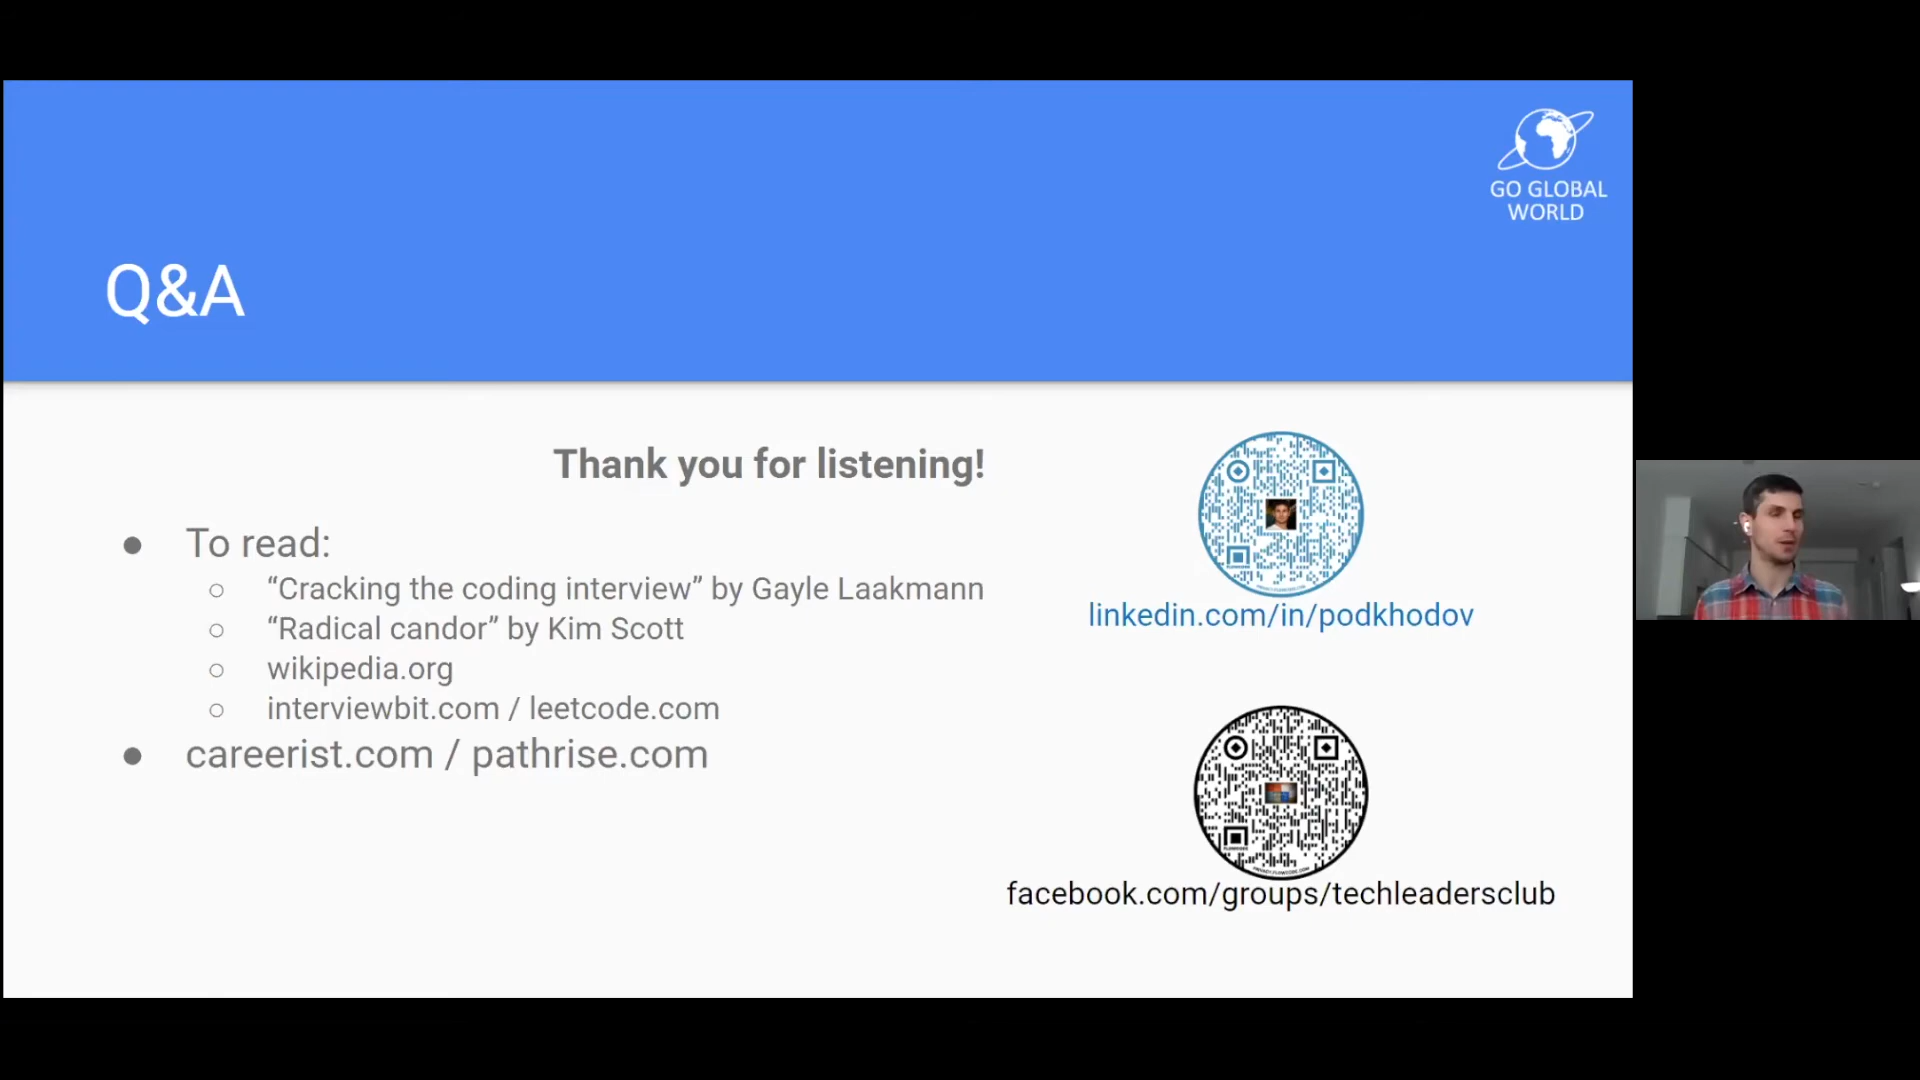 GO GLOBAL
WORLD
Q&A
Thank you for listening!
● To read:
○ “Cracking the coding interview” by Gayle Laakmann
○ “Radical candor” by Kim Scott
○ wikipedia.org
○ interviewbit.com / leetcode.com
● careerist.com / pathrise.com
linkedin.com/in/podkhodov
facebook.com/groups/techleadersclub